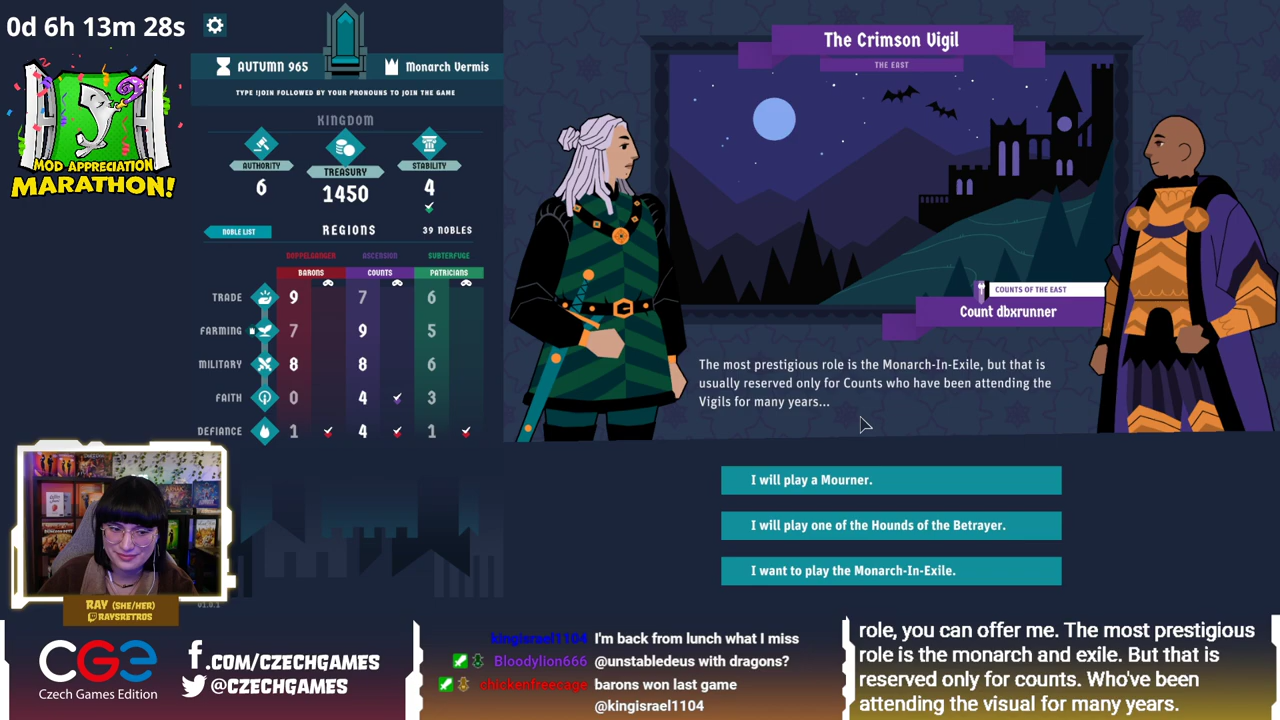 0d 6h 13m 28s
MOD APPRECIATION
MARATHON!
AUTUMN 965
Monarch Vermis
TYPE !JOIN FOLLOWED BY YOUR PRONOUNS TO JOIN THE GAME
KINGDOM
AUTHORITY
TREASURY
STABILITY
6
1450
4
NOBLE LIST
REGIONS
39 NOBLES
DOPPELGANGER
ASCENSION
SUBTERFUGE
BARONS
COUNTS
PATRICIANS
TRADE 9 7 6
FARMING 7 9 5
MILITARY 8 8 6
FAITH 0 4 3
DEFIANCE 1 4 1
V1.0.1
The Crimson Vigil
THE EAST
COUNTS OF THE EAST
Count dbxrunner
The most prestigious role is the Monarch-In-Exile, but that is
usually reserved only for Counts who have been attending the
Vigils for many years...
I will play a Mourner.
I will play one of the Hounds of the Betrayer.
I want to play the Monarch-In-Exile.
RAY (SHE/HER)
RAYSRETROS
CGE
Czech Games Edition
f.COM/CZECHGAMES
@CZECHGAMES
kingisrael1104 I'm back from lunch what I miss
Bloodylion666 @unstabledeus with dragons?
chickenfreecage barons won last game
@kingisrael1104
role, you can offer me. The most prestigious
role is the monarch and exile. But that is
reserved only for counts. Who've been
attending the visual for many years.